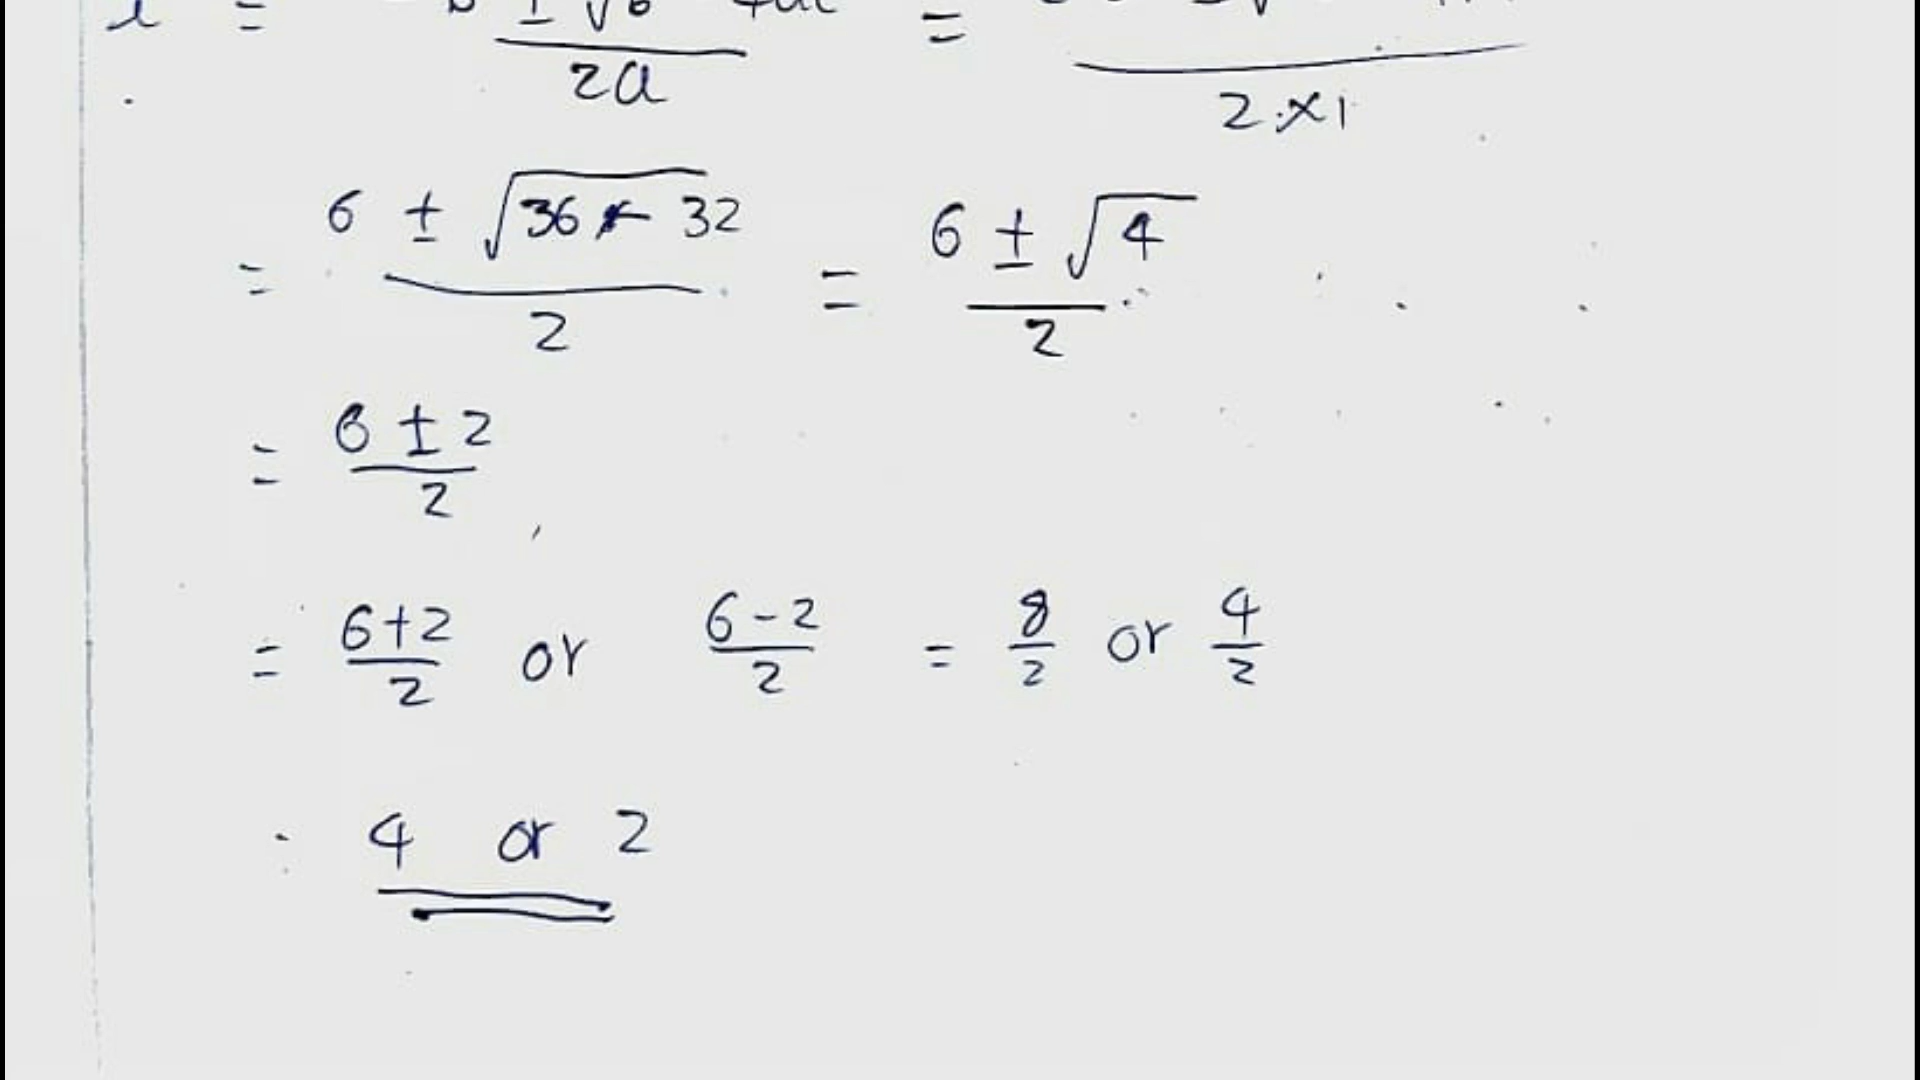 = 2a = 2 × 1
= 6 ± √36 - 32 / 2 = 6 ± √4 / 2
= 6 ± 2 / 2
= 6+2 / 2 or 6-2 / 2 = 8/2 or 4/2
4 or 2